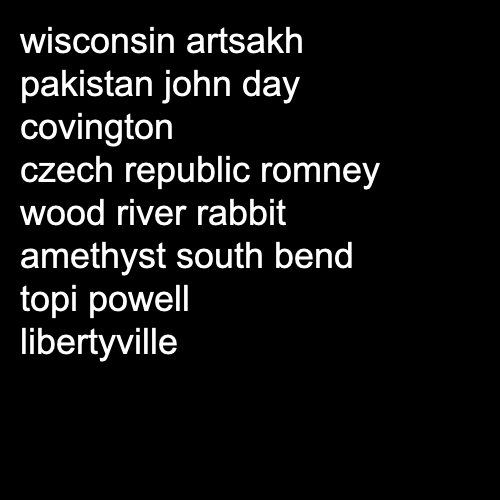 wisconsin artsakh
pakistan john day
covington
czech republic romney
wood river rabbit
amethyst south bend
topi powell
libertyville